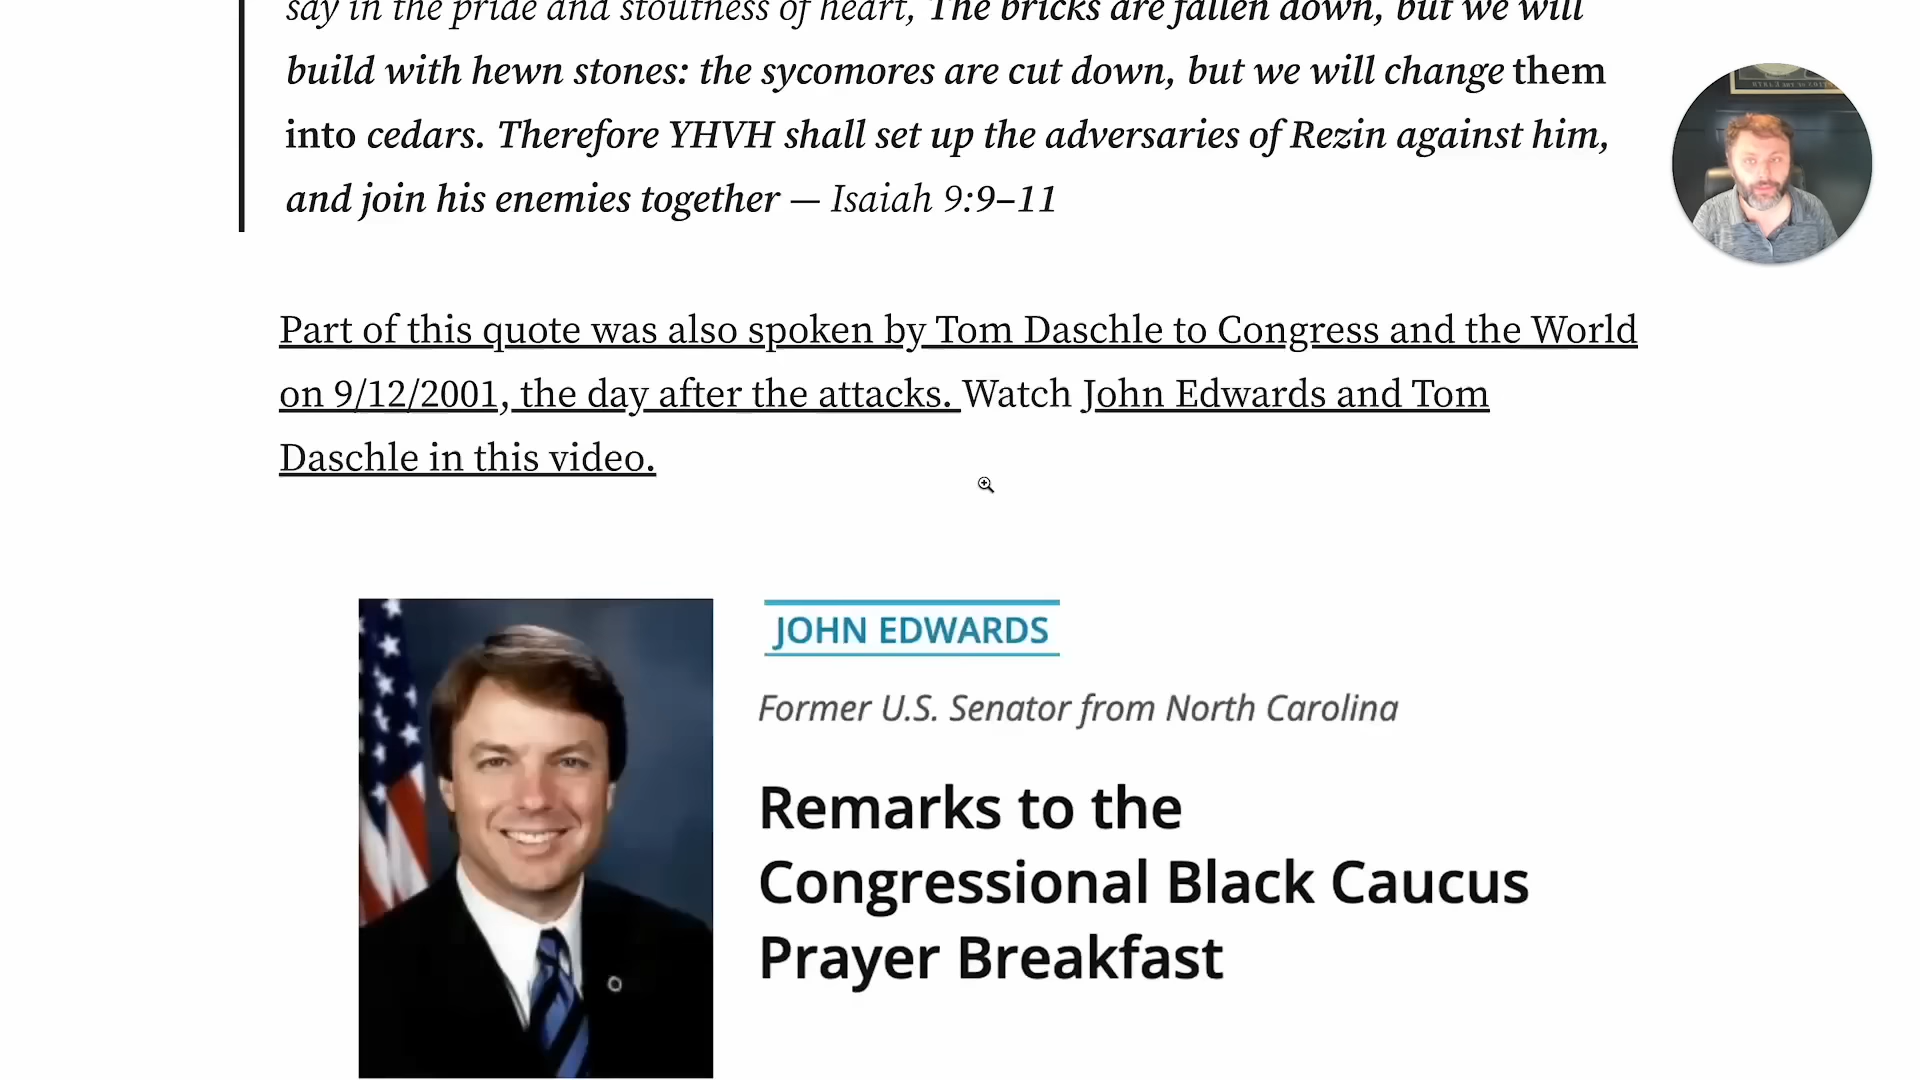 say in the pride and stoutness of heart, The bricks are fallen down, but we will
build with hewn stones: the sycomores are cut down, but we will change them
into cedars. Therefore YHVH shall set up the adversaries of Rezin against him,
and join his enemies together — Isaiah 9:9–11
Part of this quote was also spoken by Tom Daschle to Congress and the World
on 9/12/2001, the day after the attacks. Watch John Edwards and Tom
Daschle in this video.
JOHN EDWARDS
Former U.S. Senator from North Carolina
Remarks to the
Congressional Black Caucus
Prayer Breakfast